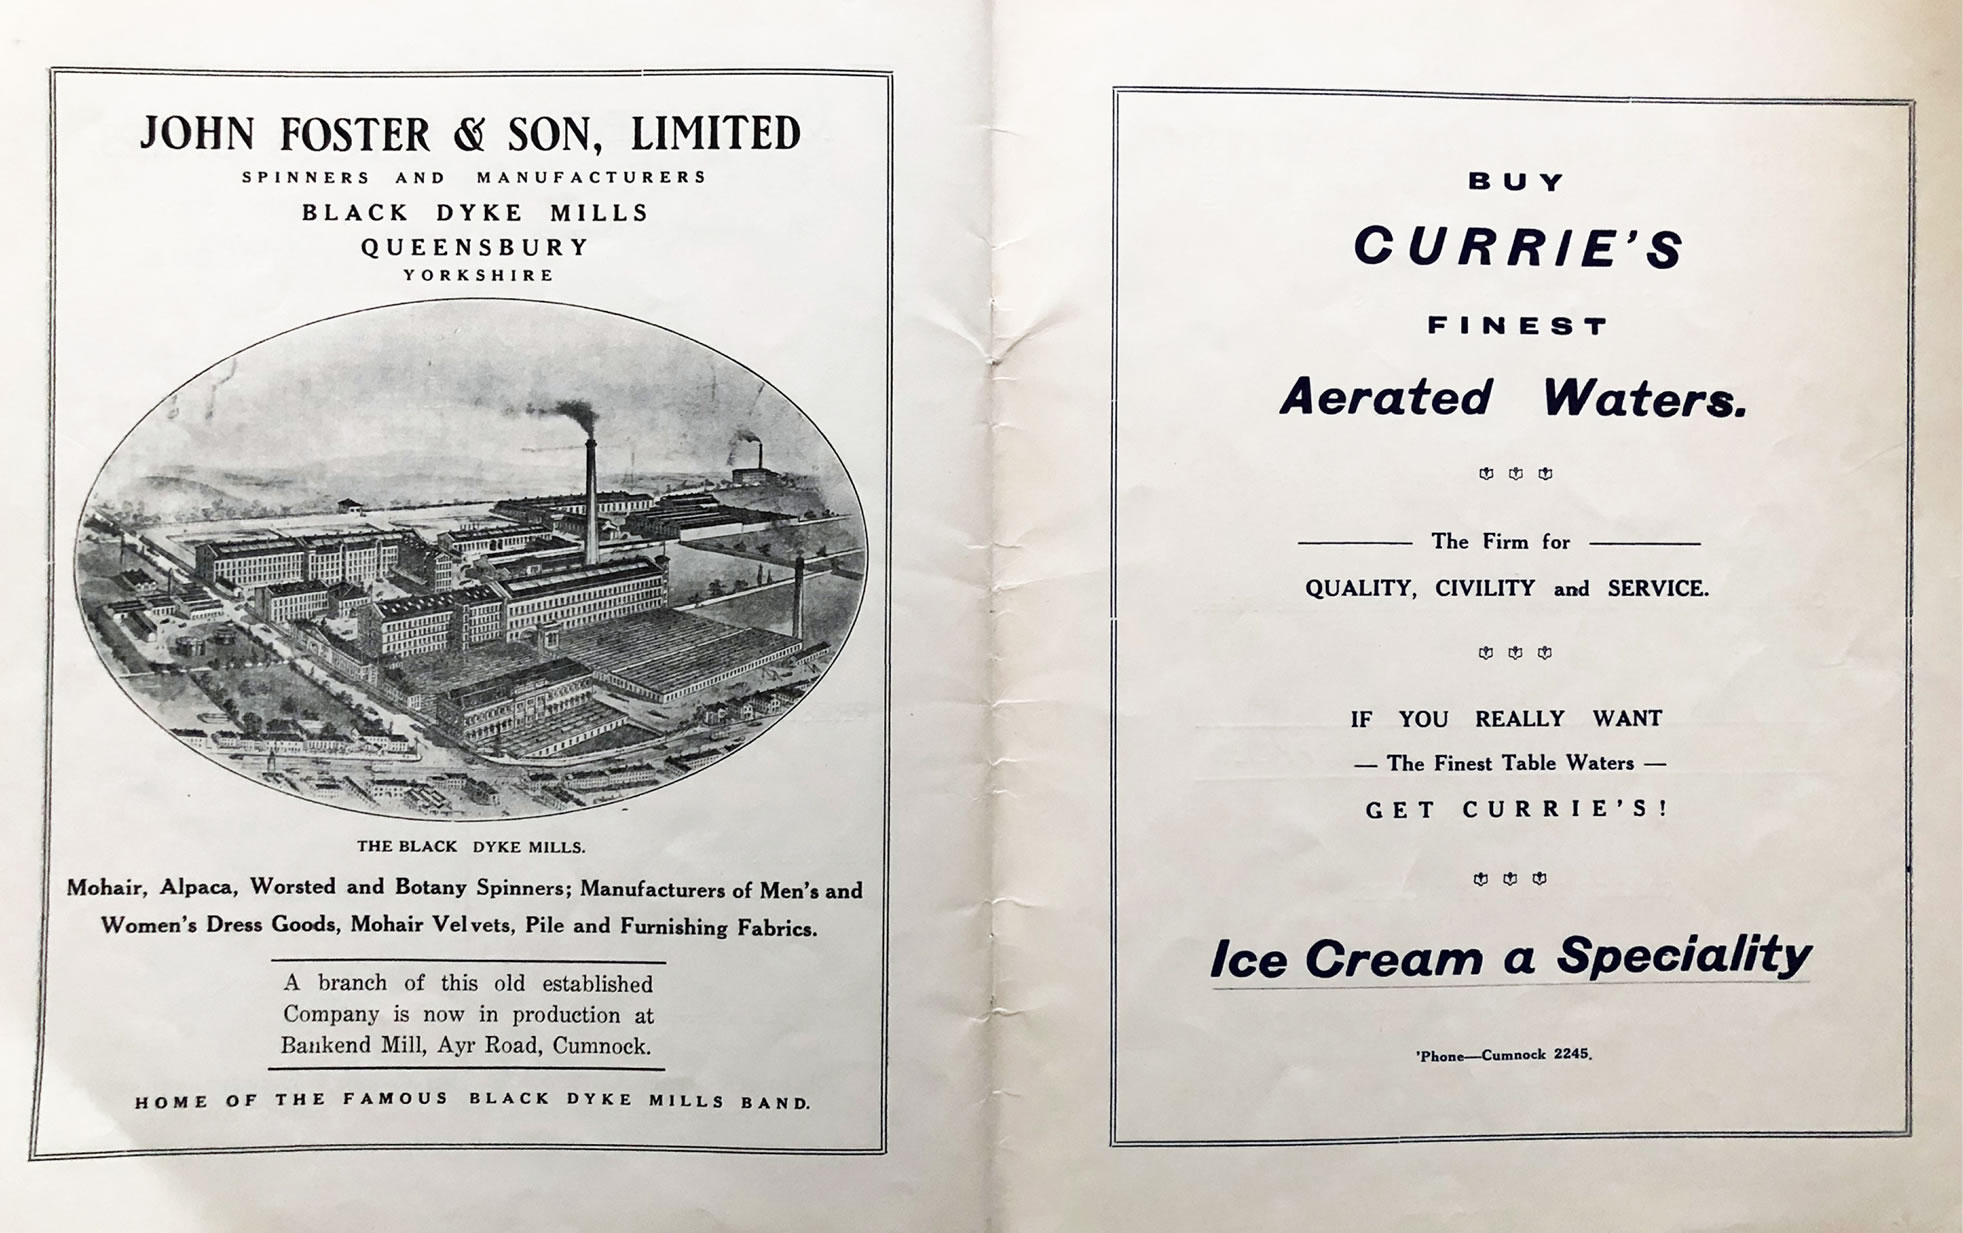 JOHN FOSTER & SON, LIMITED
SPINNERS AND MANUFACTURERS
BLACK DYKE MILLS
QUEENSBURY
YORKSHIRE
THE BLACK DYKE MILLS.
Mohair, Alpaca, Worsted and Botany Spinners; Manufacturers of Men's and
Women's Dress Goods, Mohair Velvets, Pile and Furnishing Fabrics.
A branch of this old established
Company is now in production at
Bankend Mill, Ayr Road, Cumnock.
HOME OF THE FAMOUS BLACK DYKE MILLS BAND.
BUY
CURRIE'S
FINEST
Aerated Waters.
The Firm for
QUALITY, CIVILITY and SERVICE.
IF YOU REALLY WANT
— The Finest Table Waters —
GET CURRIE'S!
Ice Cream a Speciality
'Phone—Cumnock 2245.